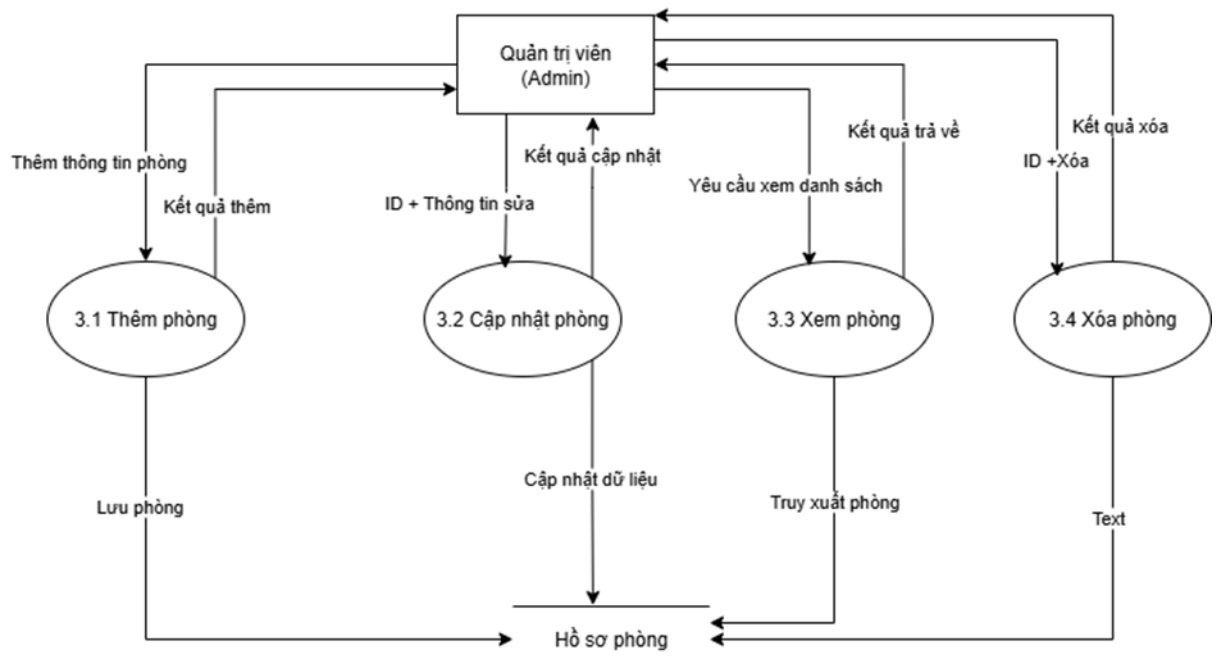 Quản trị viên
(Admin)
Thêm thông tin phòng
Kết quả thêm
ID + Thông tin sửa
Kết quả cập nhật
Yêu cầu xem danh sách
Kết quả trả về
ID +Xóa
Kết quả xóa
3.1 Thêm phòng
3.2 Cập nhật phòng
3.3 Xem phòng
3.4 Xóa phòng
Lưu phòng
Cập nhật dữ liệu
Truy xuất phòng
Text
Hồ sơ phòng